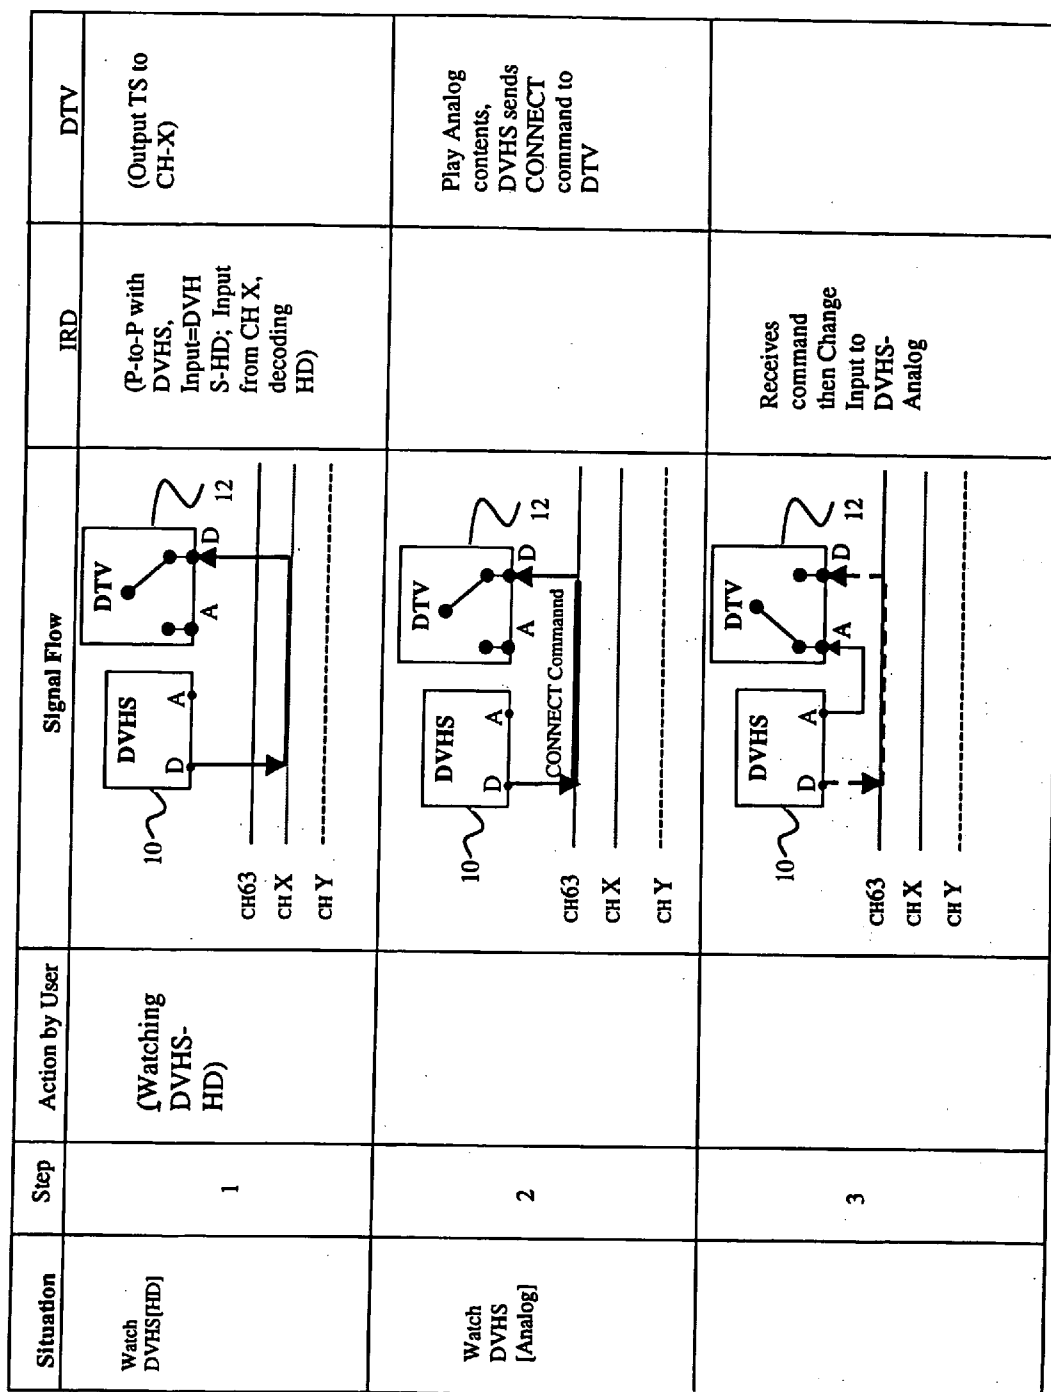 Situation
Step
Action by User
Signal Flow
IRD
DTV
Watch
DVHS[HD]
1
(Watching
DVHS-
HD)
DVHS
D
A
10
DTV
A
D
12
CH63
CH X
CH Y
(P-to-P with
DVHS,
Input=DVH
S-HD; Input
from CH X,
decoding
HD)
(Output TS to
CH-X)
Watch
DVHS
[Analog]
2
DVHS
D
A
10
DTV
A
D
12
CONNECT Commannd
CH63
CH X
CH Y
Play Analog
contents,
DVHS sends
CONNECT
command to
DTV
3
DVHS
D
A
10
DTV
A
D
12
CH63
CH X
CH Y
Receives
command
then Change
Input to
DVHS-
Analog